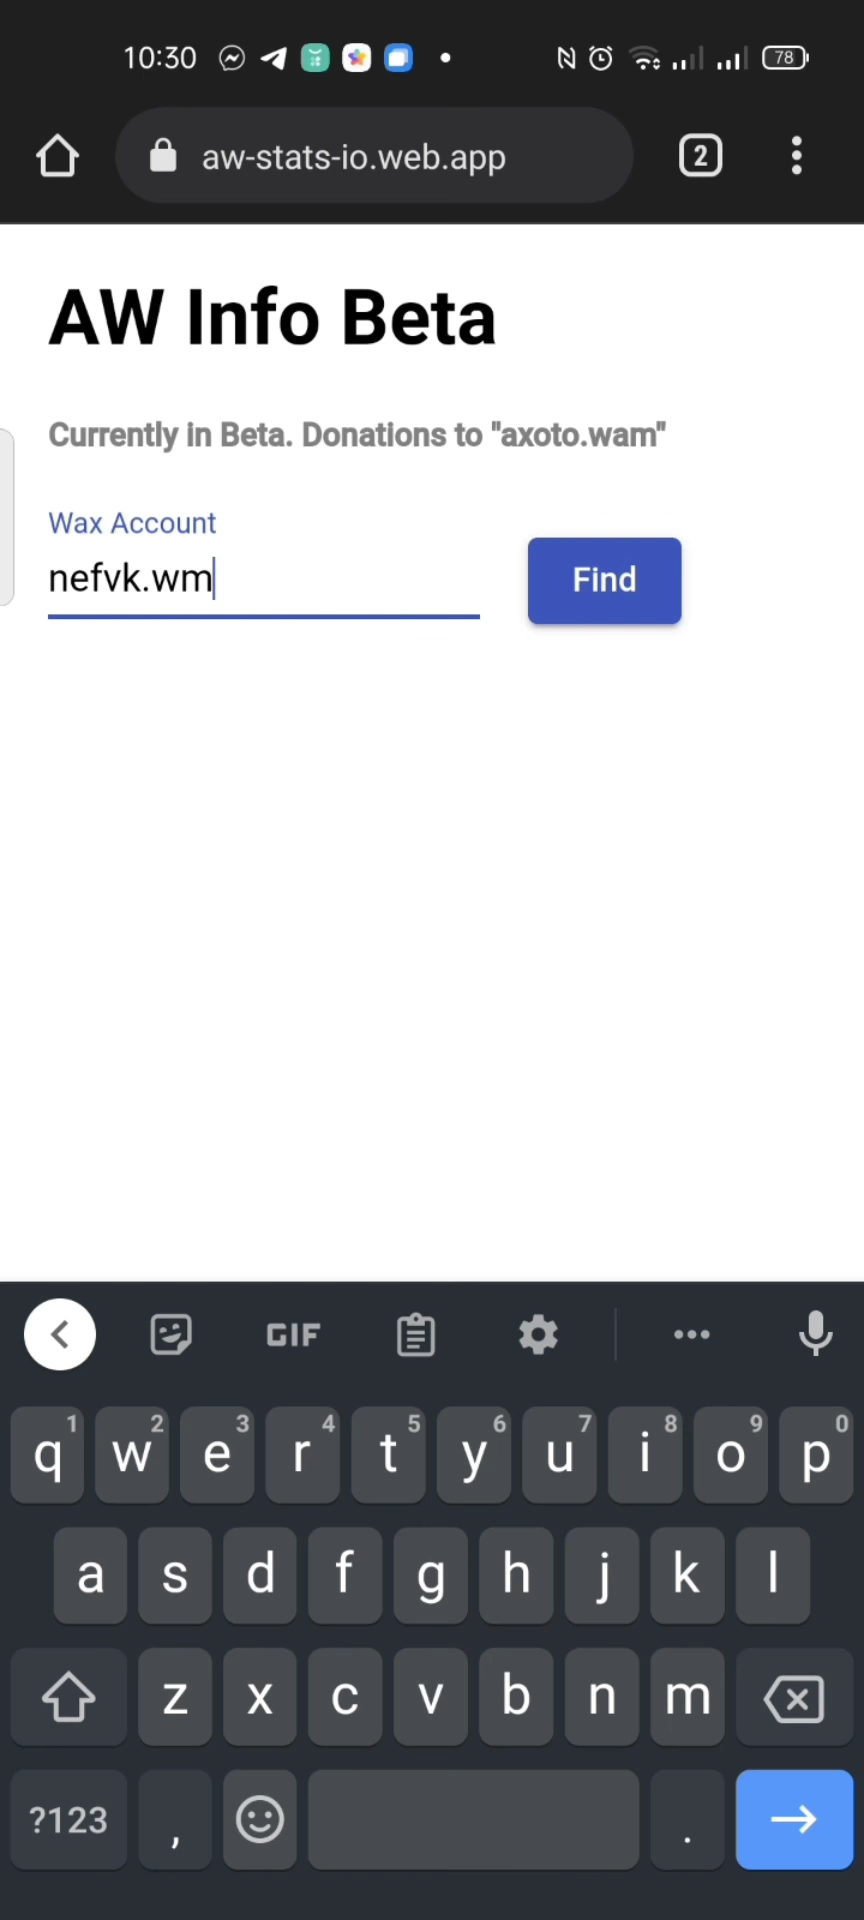 10:30 78
aw-stats-io.web.app 2
AW Info Beta
Currently in Beta. Donations to "axoto.wam"
Wax Account
nefvk.wm
Find
GIF
1 2 3 4 5 6 7 8 9 0
q w e r t y u i o p
a s d f g h j k l
z x c v b n m
?123 , .